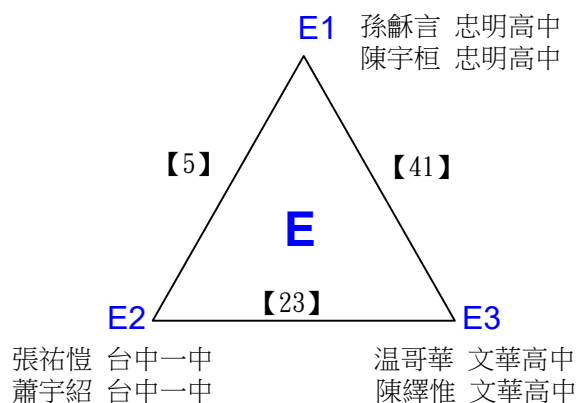 E1
孫龢言 忠明高中
陳宇桓 忠明高中
【5】
【41】
E
【23】
E2
E3
張祐愷 台中一中
蕭宇紹 台中一中
温哥華 文華高中
陳繹惟 文華高中